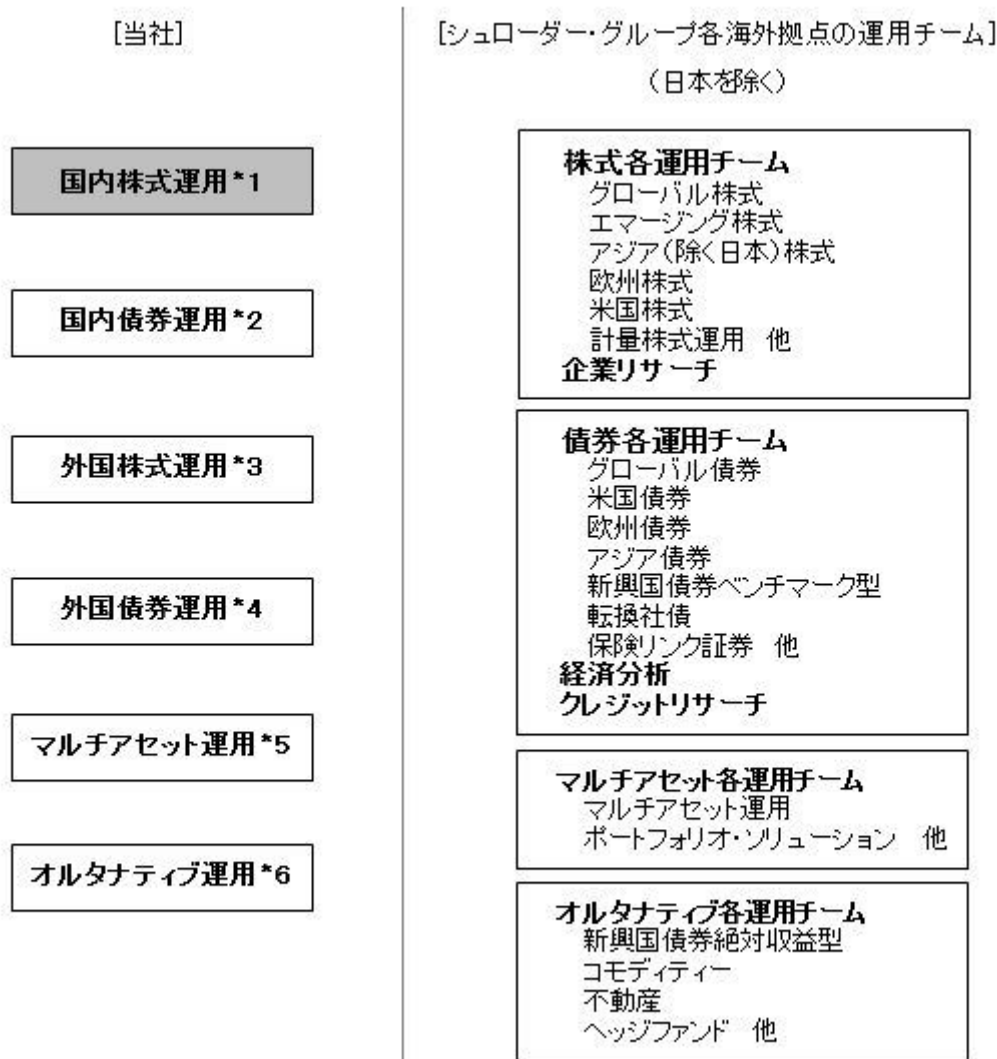 [当社]
国内株式運用*1
国内債券運用*2
外国株式運用*3
外国債券運用*4
マルチアセット運用*5
オルタナティブ運用*6
[シュローダー・グループ各海外拠点の運用チーム]
（日本を除く）
株式各運用チーム
グローバル株式
エマージング株式
アジア（除く日本）株式
欧州株式
米国株式
計量株式運用　他
企業リサーチ
債券各運用チーム
グローバル債券
米国債券
欧州債券
アジア債券
新興国債券ベンチマーク型
転換社債
保険リンク証券　他
経済分析
クレジットリサーチ
マルチアセット各運用チーム
マルチアセット運用
ポートフォリオ・ソリューション　他
オルタナティブ各運用チーム
新興国債券絶対収益型
コモディティー
不動産
ヘッジファンド　他